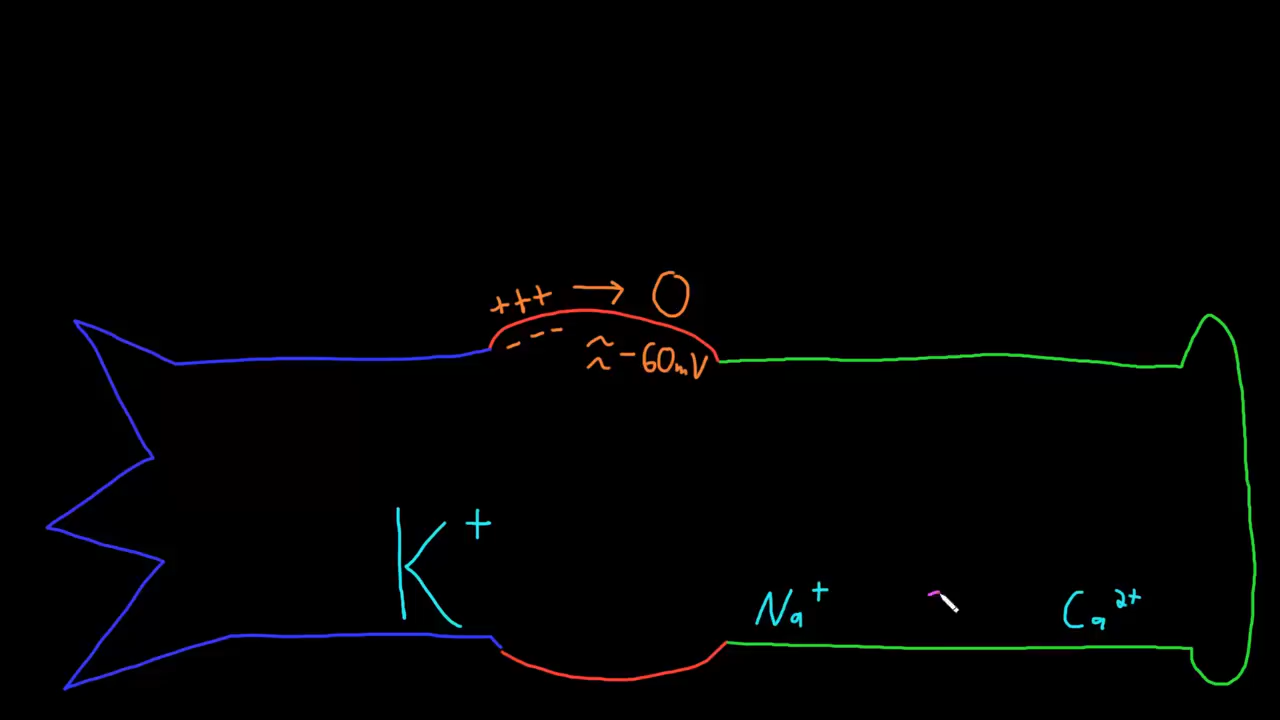 +++ → 0
--- ≈ -60mV
K⁺
Na⁺ Ca²⁺